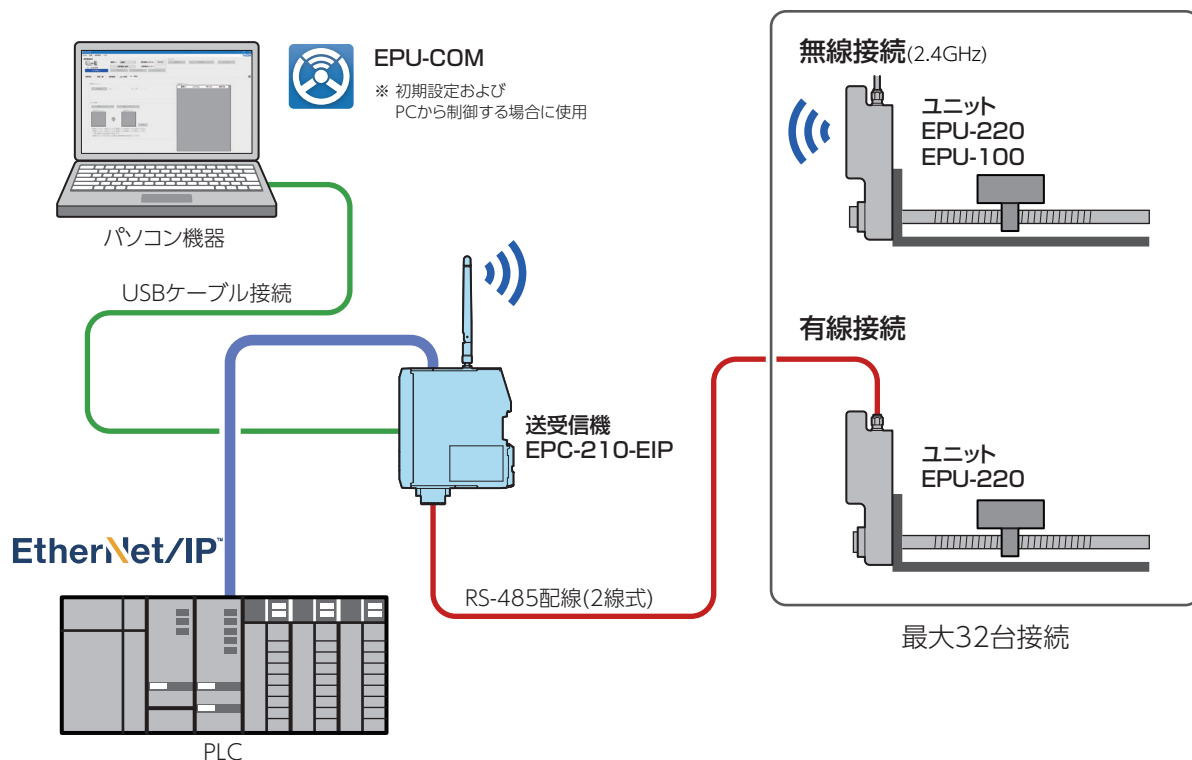 EPU-COM
※ 初期設定および
PCから制御する場合に使用
パソコン機器
USBケーブル接続
無線接続(2.4GHz)
ユニット
EPU-220
EPU-100
送受信機
EPC-210-EIP
有線接続
ユニット
EPU-220
EtherNet/IP™
RS-485配線(2線式)
最大32台接続
PLC